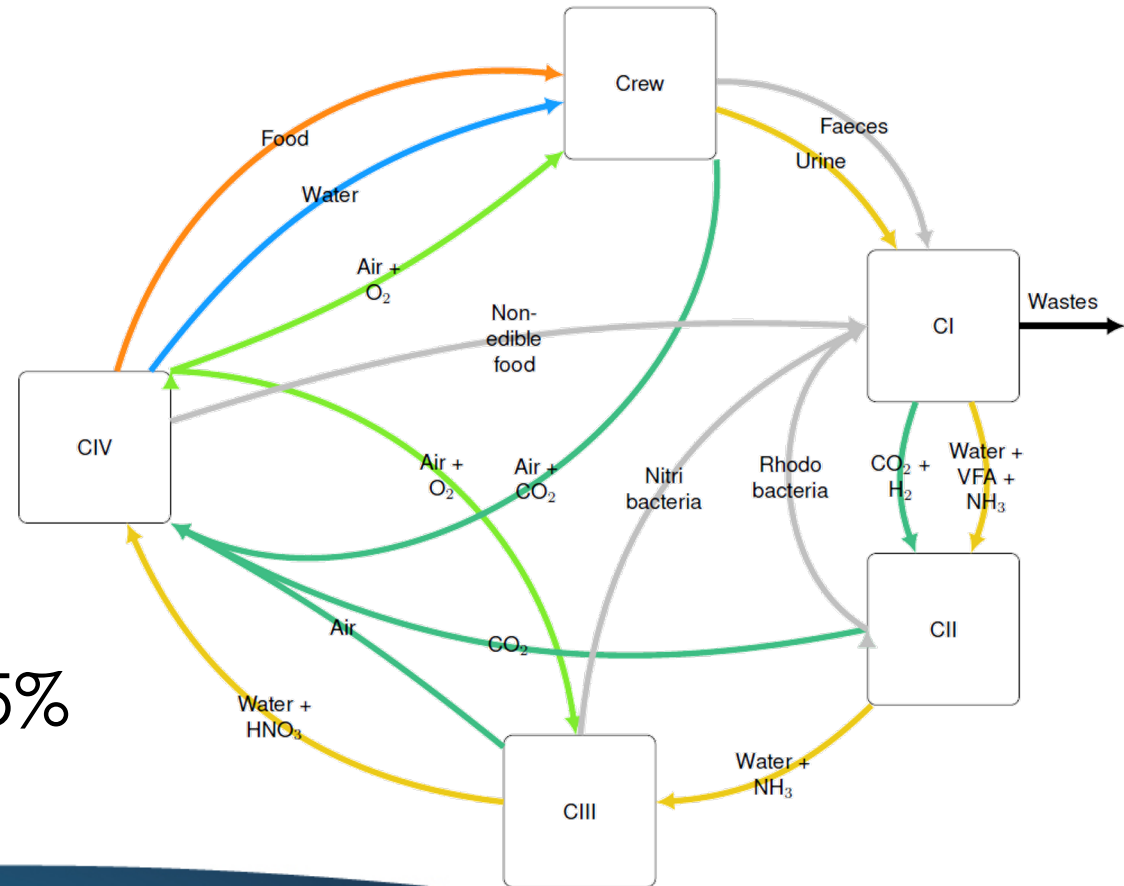 Crew
Food
Faeces
Urine
Water
Air +
O₂
Non-
edible
food
Wastes
CI
CIV
Air +
O₂
Air +
CO₂
Nitri
bacteria
Rhodo
bacteria
CO₂ +
H₂
Water +
VFA +
NH₃
Air
CO₂
CII
5%
Water +
HNO₃
Water +
NH₃
CIII